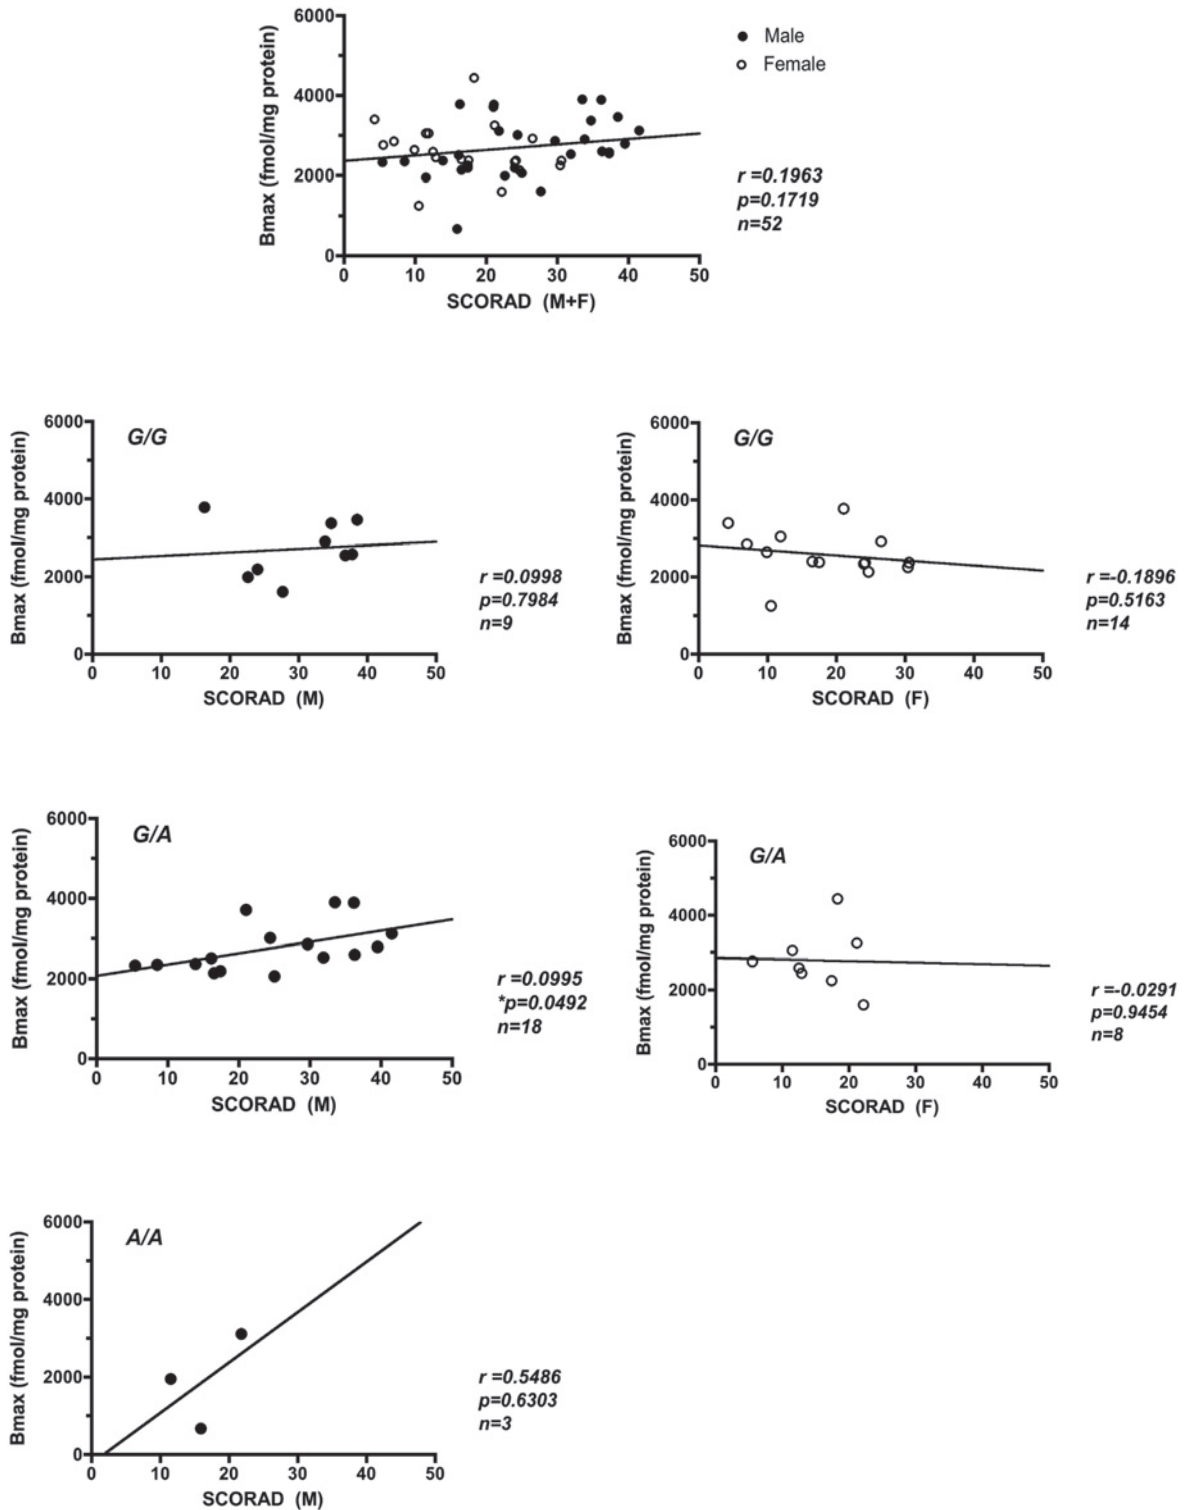 6000
4000
2000
0
Bmax (fmol/mg protein)
0 10 20 30 40 50
SCORAD (M+F)
Male
Female
r =0.1963
p=0.1719
n=52
6000
4000
2000
0
Bmax (fmol/mg protein)
G/G
0 10 20 30 40 50
SCORAD (M)
r =0.0998
p=0.7984
n=9
6000
4000
2000
0
Bmax (fmol/mg protein)
G/G
0 10 20 30 40 50
SCORAD (F)
r =-0.1896
p=0.5163
n=14
6000
4000
2000
0
Bmax (fmol/mg protein)
G/A
0 10 20 30 40 50
SCORAD (M)
r =0.0995
*p=0.0492
n=18
6000
4000
2000
0
Bmax (fmol/mg protein)
G/A
0 10 20 30 40 50
SCORAD (F)
r =-0.0291
p=0.9454
n=8
6000
4000
2000
0
Bmax (fmol/mg protein)
A/A
0 10 20 30 40 50
SCORAD (M)
r =0.5486
p=0.6303
n=3